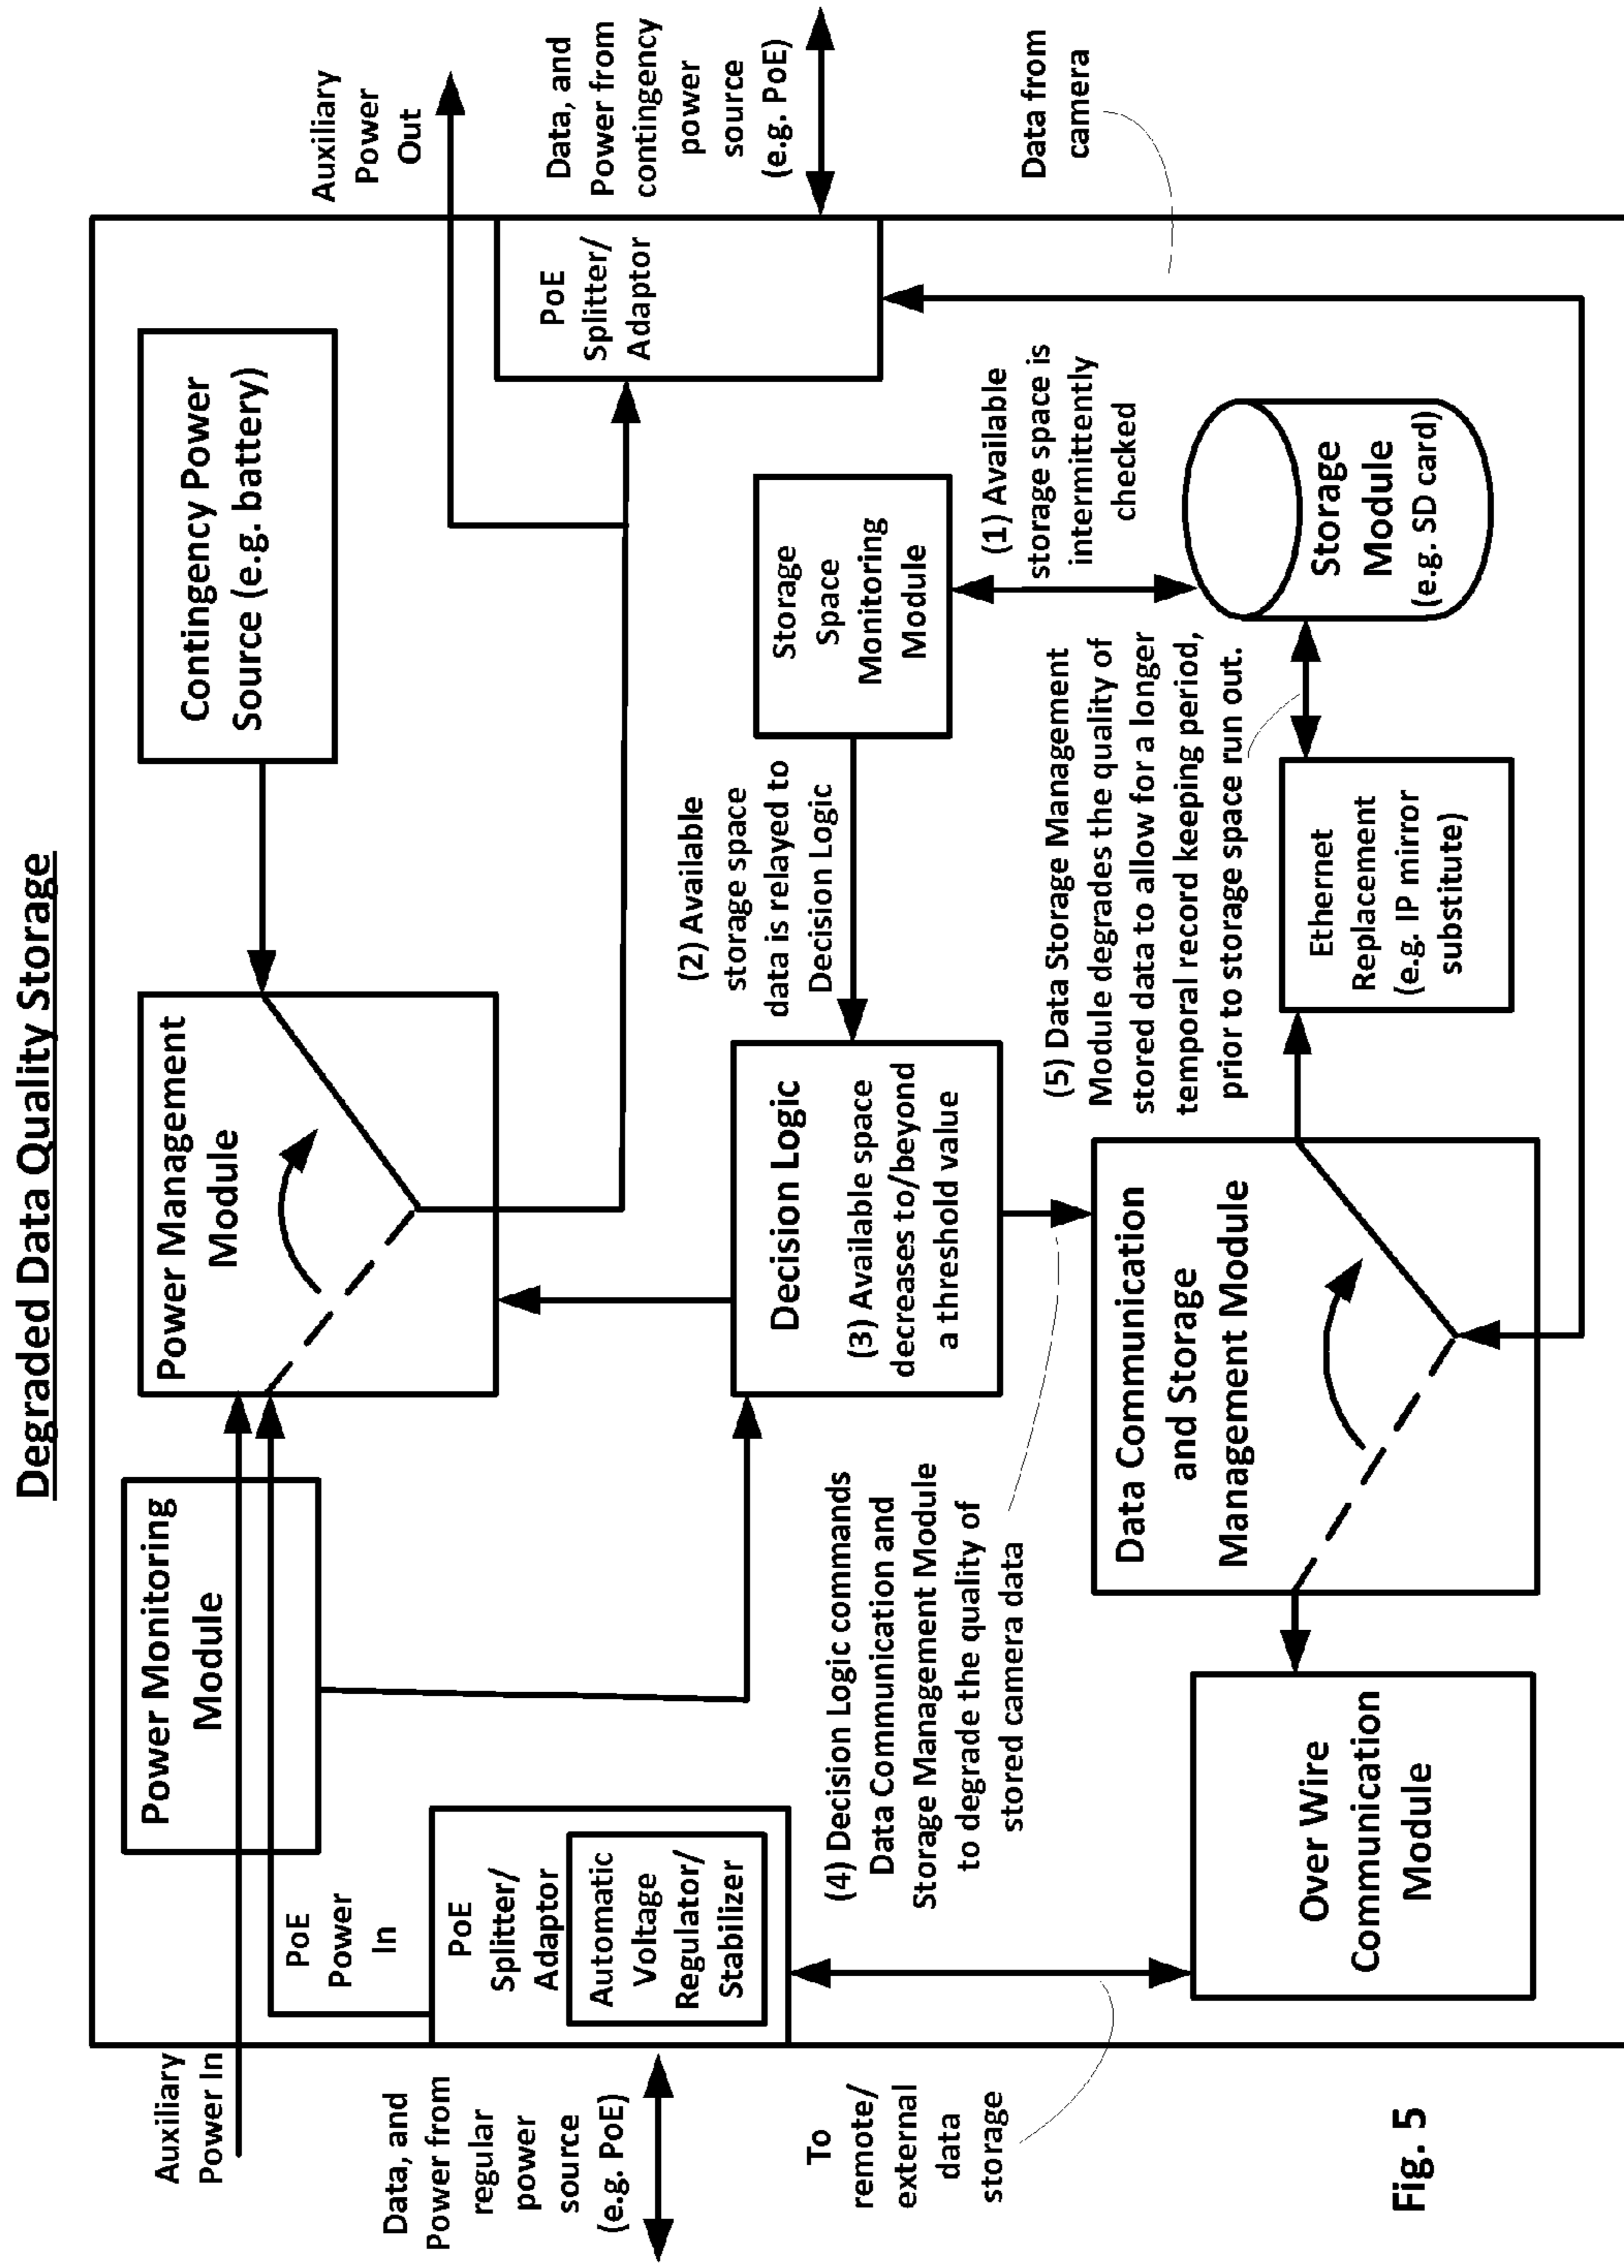 Degraded Data Quality Storage
Auxiliary
Power In
Power Monitoring
Module
Power Management
Module
Contingency Power
Source (e.g. battery)
Auxiliary
Power
Out
PoE
Power
In
Data, and
Power from
regular
power
source
(e.g. PoE)
PoE
Splitter/
Adaptor
Automatic
Voltage
Regulator/
Stabilizer
PoE
Splitter/
Adaptor
Data, and
Power from
contingency
power
source
(e.g. PoE)
(2) Available
storage space
data is relayed to
Decision Logic
Storage
Space
Monitoring
Module
Decision Logic
(3) Available space
decreases to/beyond
a threshold value
To
remote/
external
data
storage
(4) Decision Logic commands
Data Communication and
Storage Management Module
to degrade the quality of
stored camera data
(1) Available
storage space is
intermittently
checked
Data from
camera
(5) Data Storage Management
Module degrades the quality of
stored data to allow for a longer
temporal record keeping period,
prior to storage space run out.
Over Wire
Communication
Module
Data Communication
and Storage
Management Module
Ethernet
Replacement
(e.g. IP mirror
substitute)
Storage
Module
(e.g. SD card)
Fig. 5